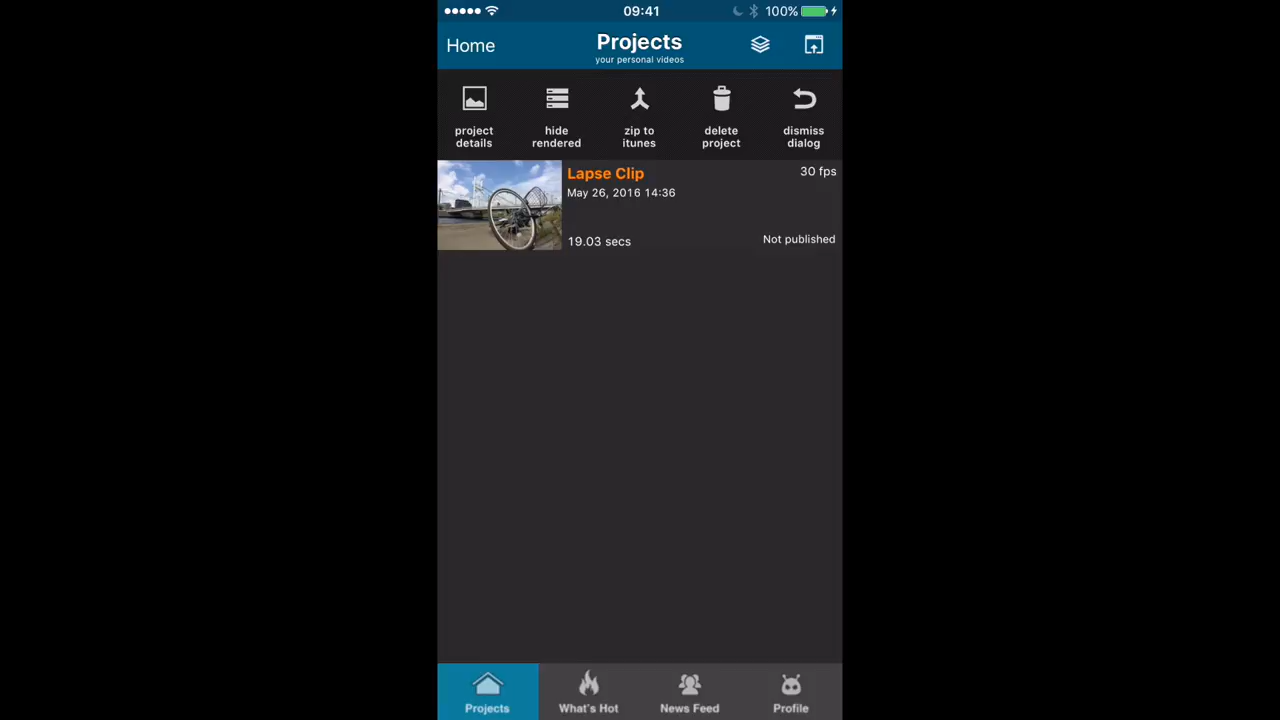 09:41
100%
Home
Projects
your personal videos
project
details
hide
rendered
zip to
itunes
delete
project
dismiss
dialog
Lapse Clip
30 fps
May 26, 2016 14:36
19.03 secs
Not published
Projects
What's Hot
News Feed
Profile